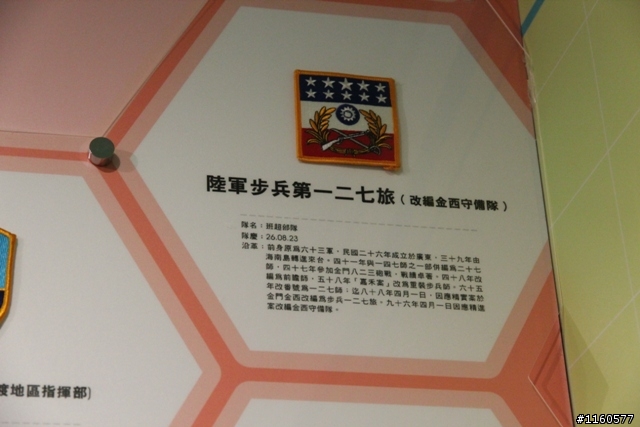 陸軍步兵第一二七旅（改編金西守備隊）
隊名：班超部隊
隊慶：26.08.23
沿革：前身原為六十三軍，民國二十六年成立於廣東，三十九年由
海南島轉進來台。四十一年與一四七師之一部併編為二十七
師，四十七年參加金門八二三砲戰，戰績卓著。四十八年改
編為前瞻師，五十八年「嘉禾案」改為重裝步兵師，六十五
年改番號為一二七師；迄八十八年四月一日，因應精實案於
金門金西改編為步兵一二七旅，九十六年四月一日因應精進
案改編金西守備隊。
渡地區指揮部)
#1160577